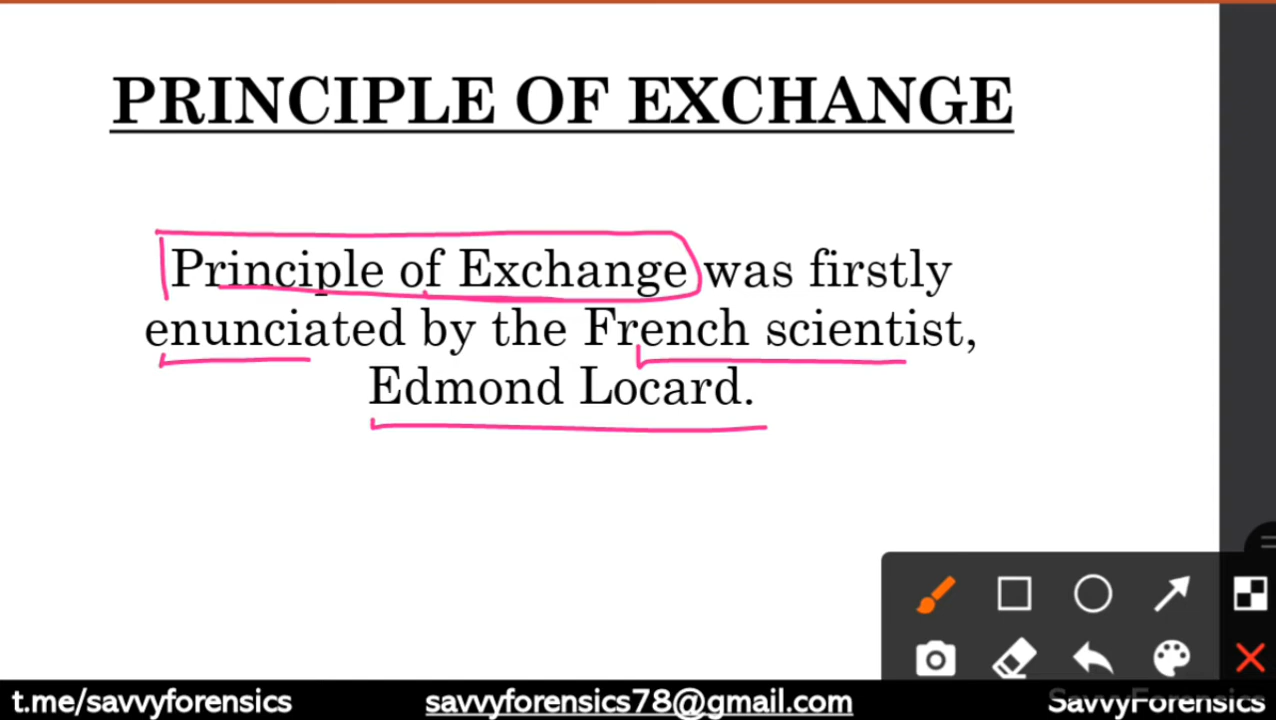 PRINCIPLE OF EXCHANGE
Principle of Exchange was firstly
enunciated by the French scientist,
Edmond Locard.
t.me/savvyforensics savvyforensics78@gmail.com SavvyForensics